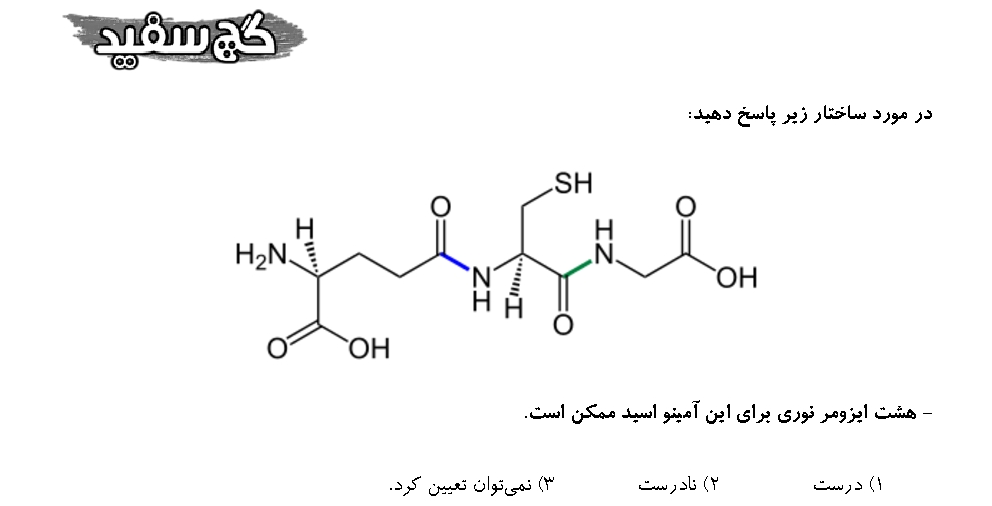 گچ سفید
در مورد ساختار زیر پاسخ دهید:
SH
O
H
H
O
H₂N
N
N
H
H
O
OH
O
OH
– هشت ایزومر نوری برای این آمینو اسید ممکن است.
۱) درست ۲) نادرست ۳) نمی‌توان تعیین کرد.